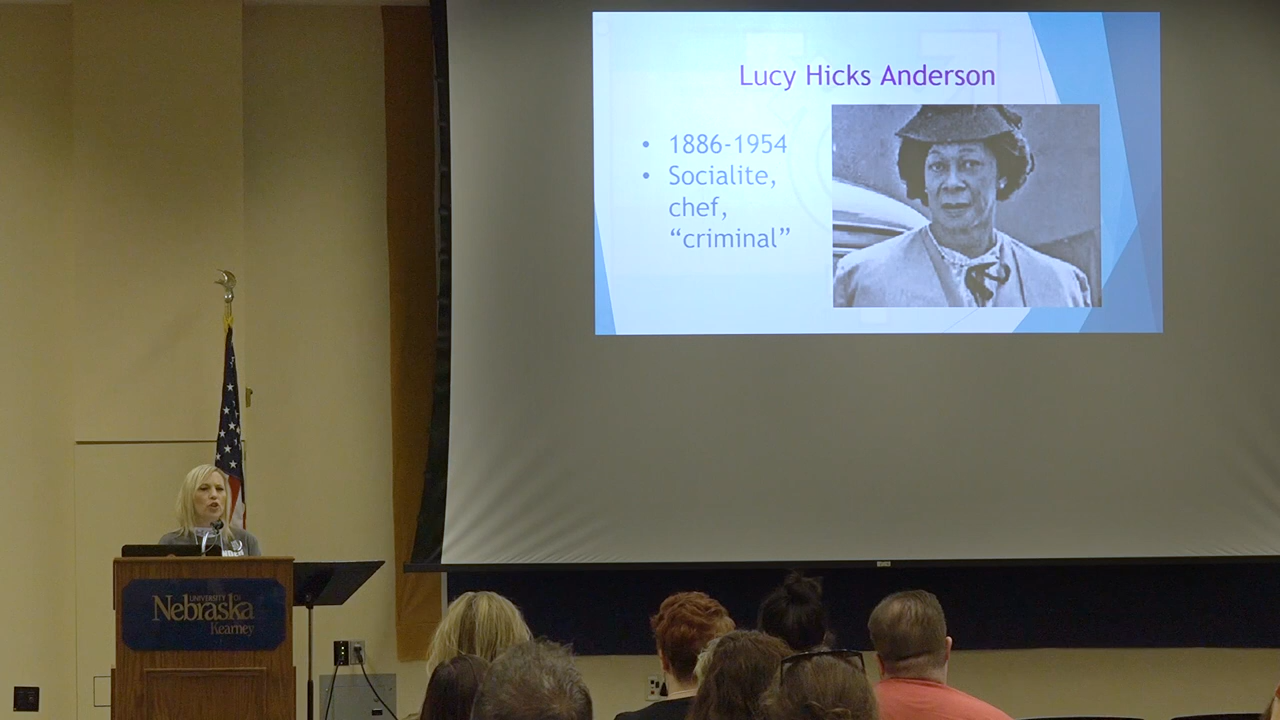 Lucy Hicks Anderson
• 1886-1954
• Socialite,
chef,
“criminal”
UNIVERSITY OF
Nebraska
Kearney